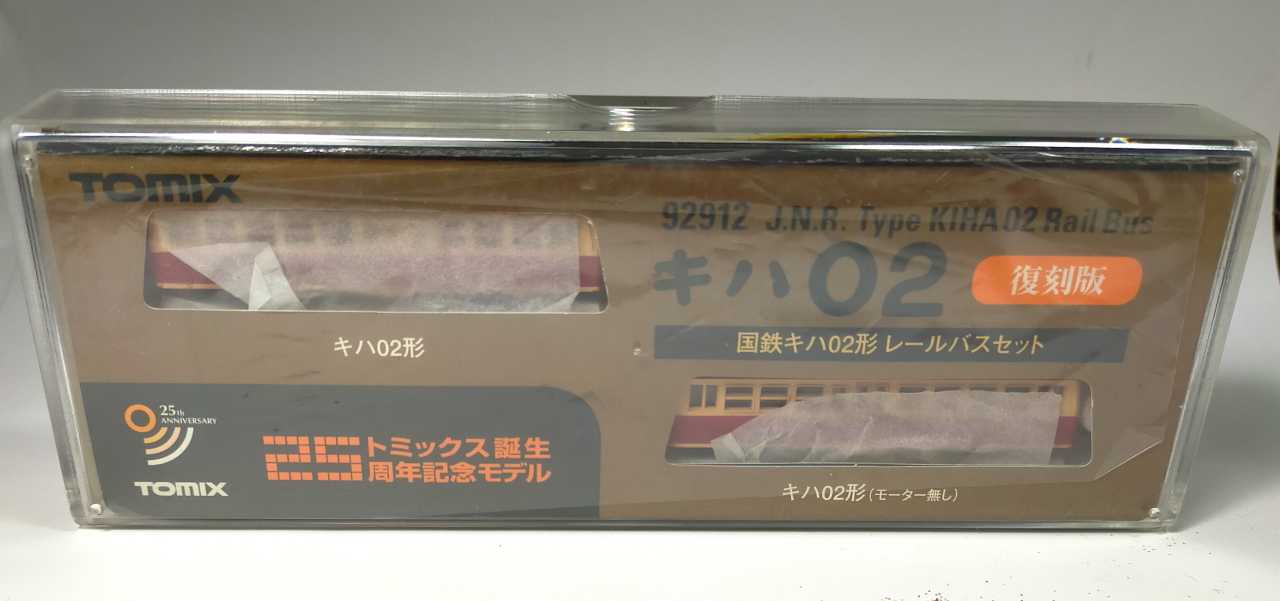 TOMIX
92912 J.N.R. Type KIHA 02 Rail Bus
キハ02
復刻版
国鉄キハ02形 レールバスセット
キハ02形
25th
ANNIVERSARY
TOMIX
25 トミックス誕生
周年記念モデル
キハ02形(モーター無し)